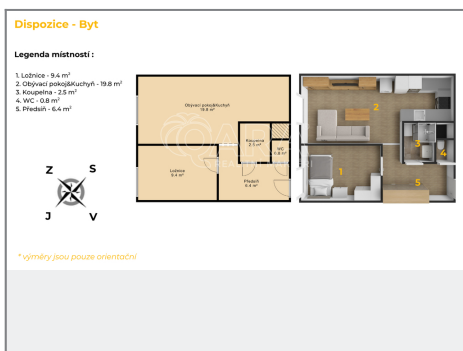 Dispozice - Byt
Legenda místností :
1. Ložnice - 9.4 m²
2. Obývací pokoj&Kuchyň - 19.8 m²
3. Koupelna - 2.5 m²
4. WC - 0.8 m²
5. Předsíň - 6.4 m²
Obývací pokoj&Kuchyň
19.8 m²
Koupelna
2.5 m²
WC
0.8 m²
Ložnice
9.4 m²
Předsíň
6.4 m²
2
3
4
1
5
Z
S
J
V
* výměry jsou pouze orientační